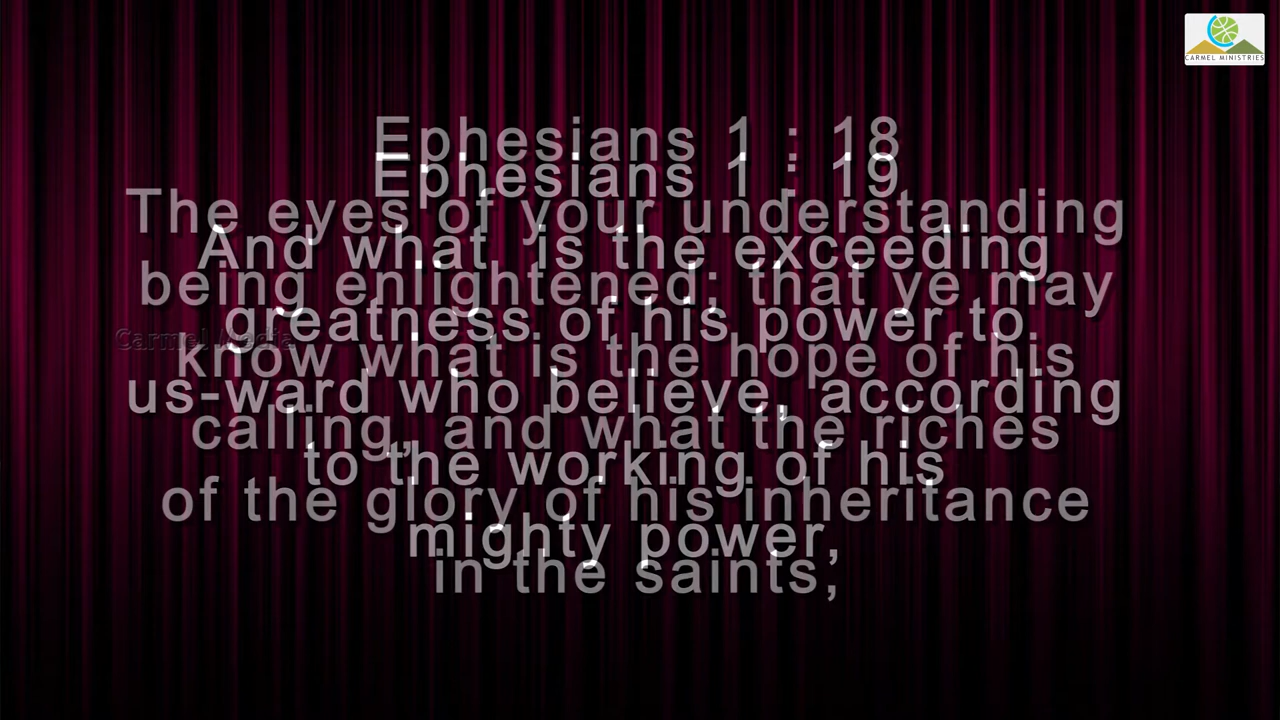 CARMEL MINISTRIES
Ephesians 1 : 18
The eyes of your understanding
being enlightened; that ye may
know what is the hope of his
calling, and what the riches
of the glory of his inheritance
in the saints,
Ephesians 1 : 19
And what is the exceeding
greatness of his power to
us-ward who believe, according
to the working of his
mighty power,
Carmel Media